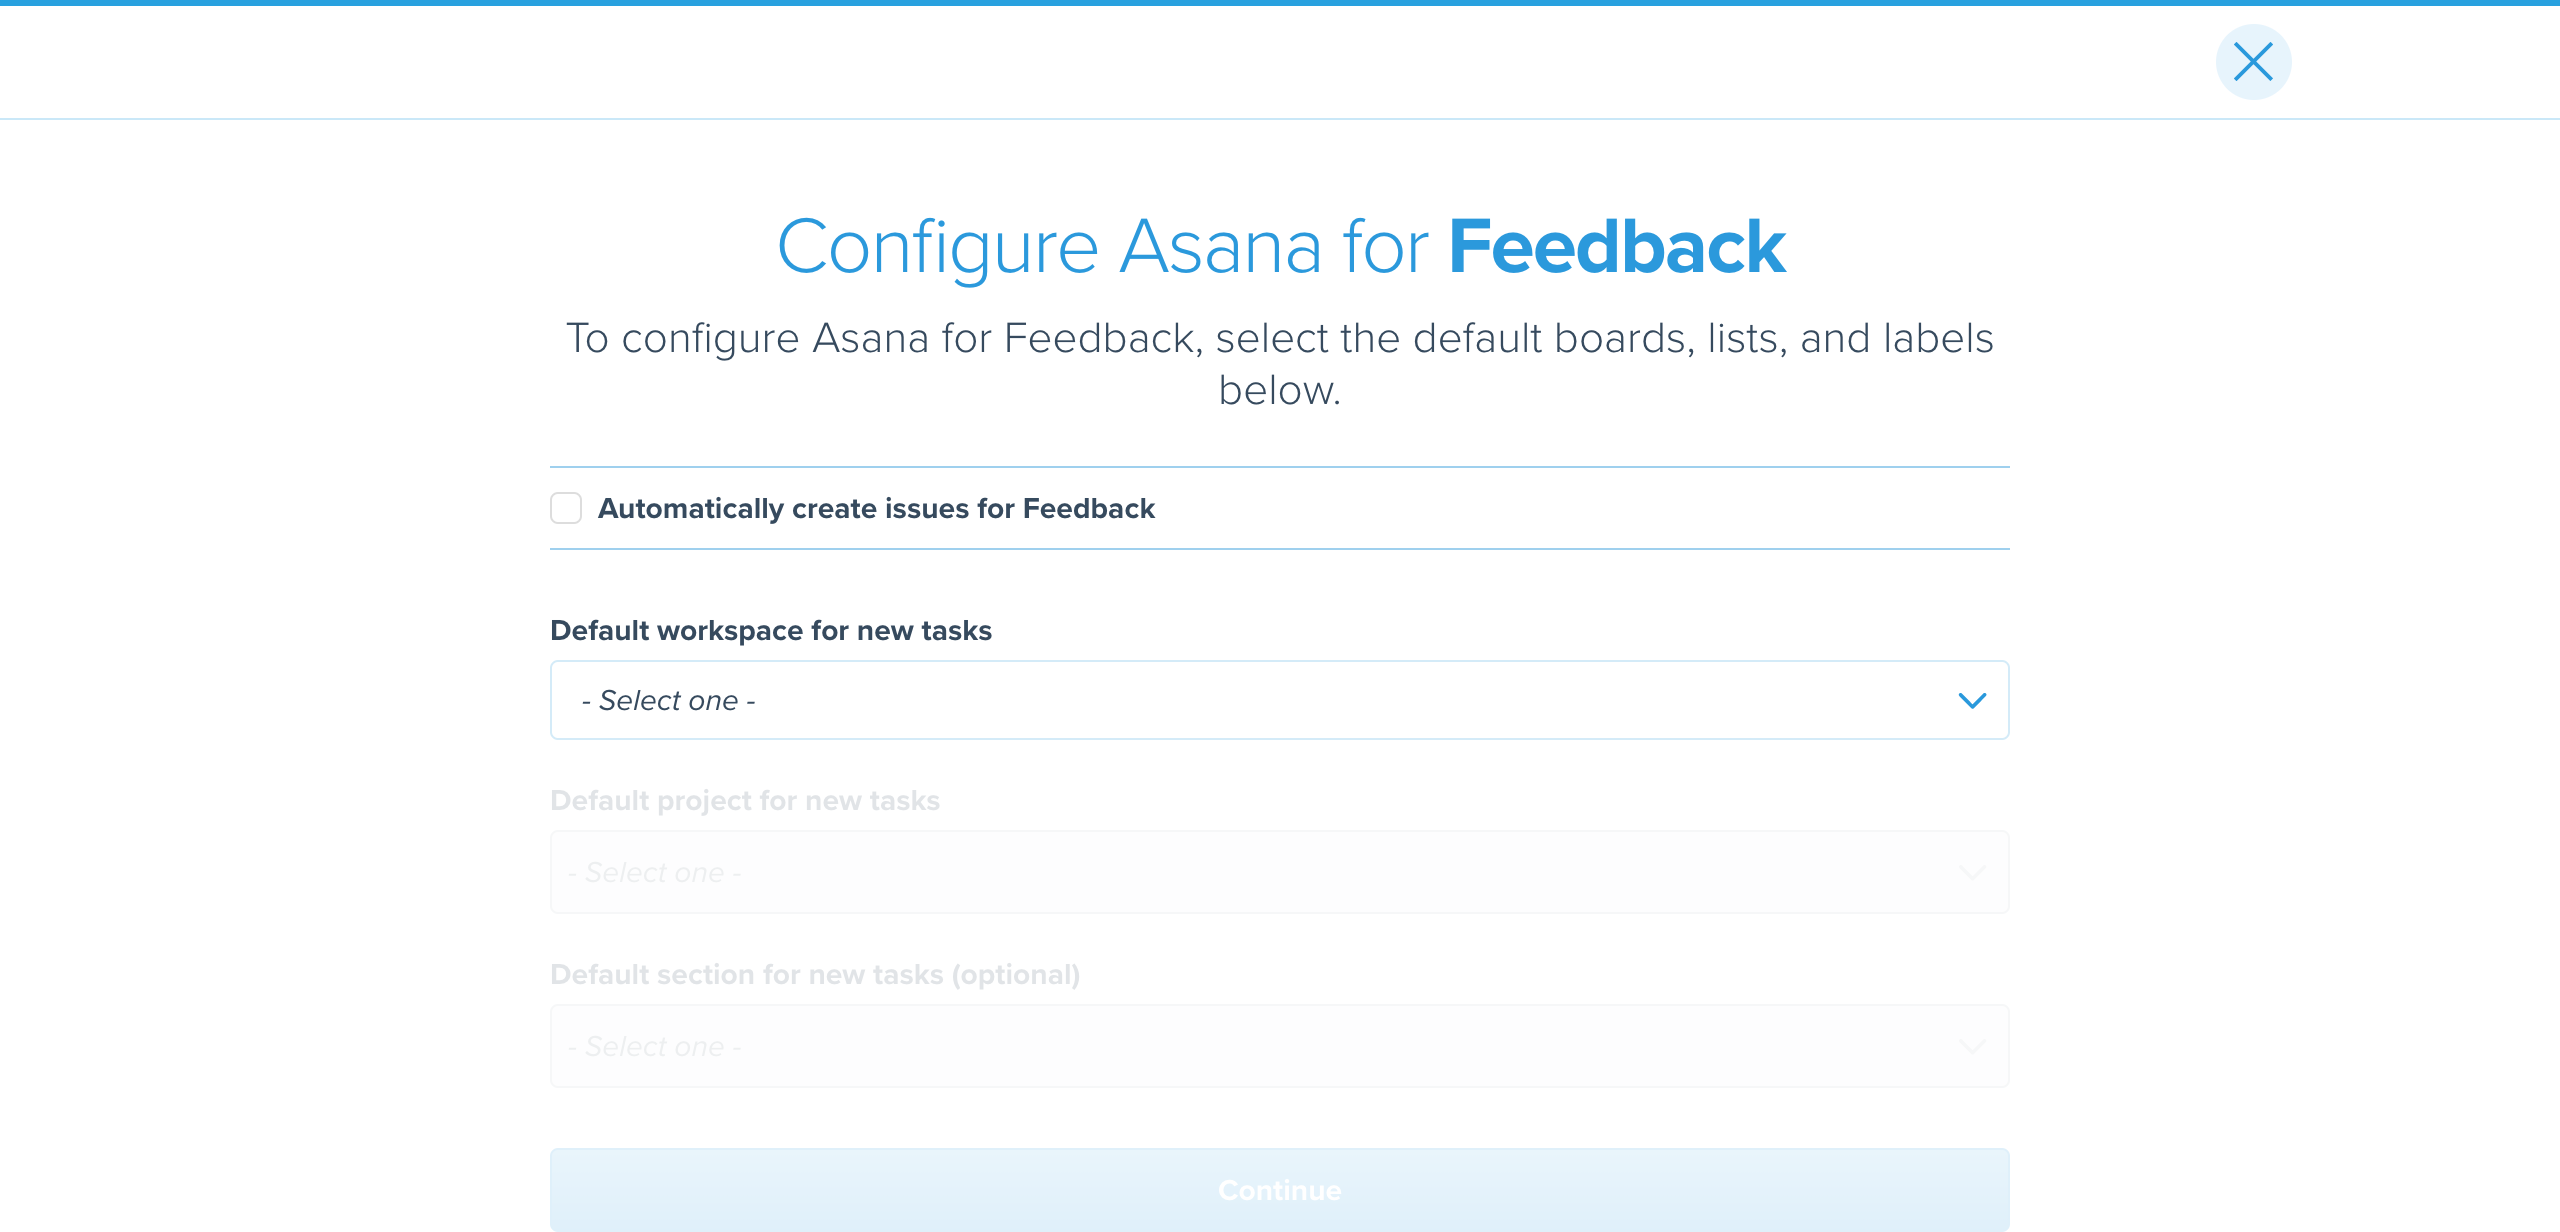 Configure Asana for Feedback
To configure Asana for Feedback, select the default boards, lists, and labels
below.
Automatically create issues for Feedback
Default workspace for new tasks
- Select one -
Default project for new tasks
- Select one -
Default section for new tasks (optional)
- Select one -
Continue